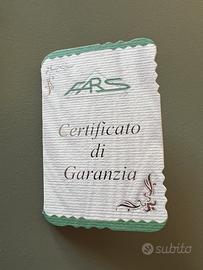 FARS
Certificato
di
Garanzia
subito